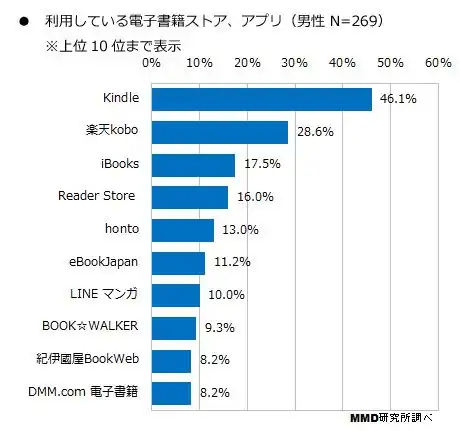 ● 利用している電子書籍ストア、アプリ（男性 N=269）
※上位 10 位まで表示
0% 10% 20% 30% 40% 50% 60%
Kindle 46.1%
楽天kobo 28.6%
iBooks 17.5%
Reader Store 16.0%
honto 13.0%
eBookJapan 11.2%
LINE マンガ 10.0%
BOOK☆WALKER 9.3%
紀伊國屋BookWeb 8.2%
DMM.com 電子書籍 8.2%
MMD研究所調べ